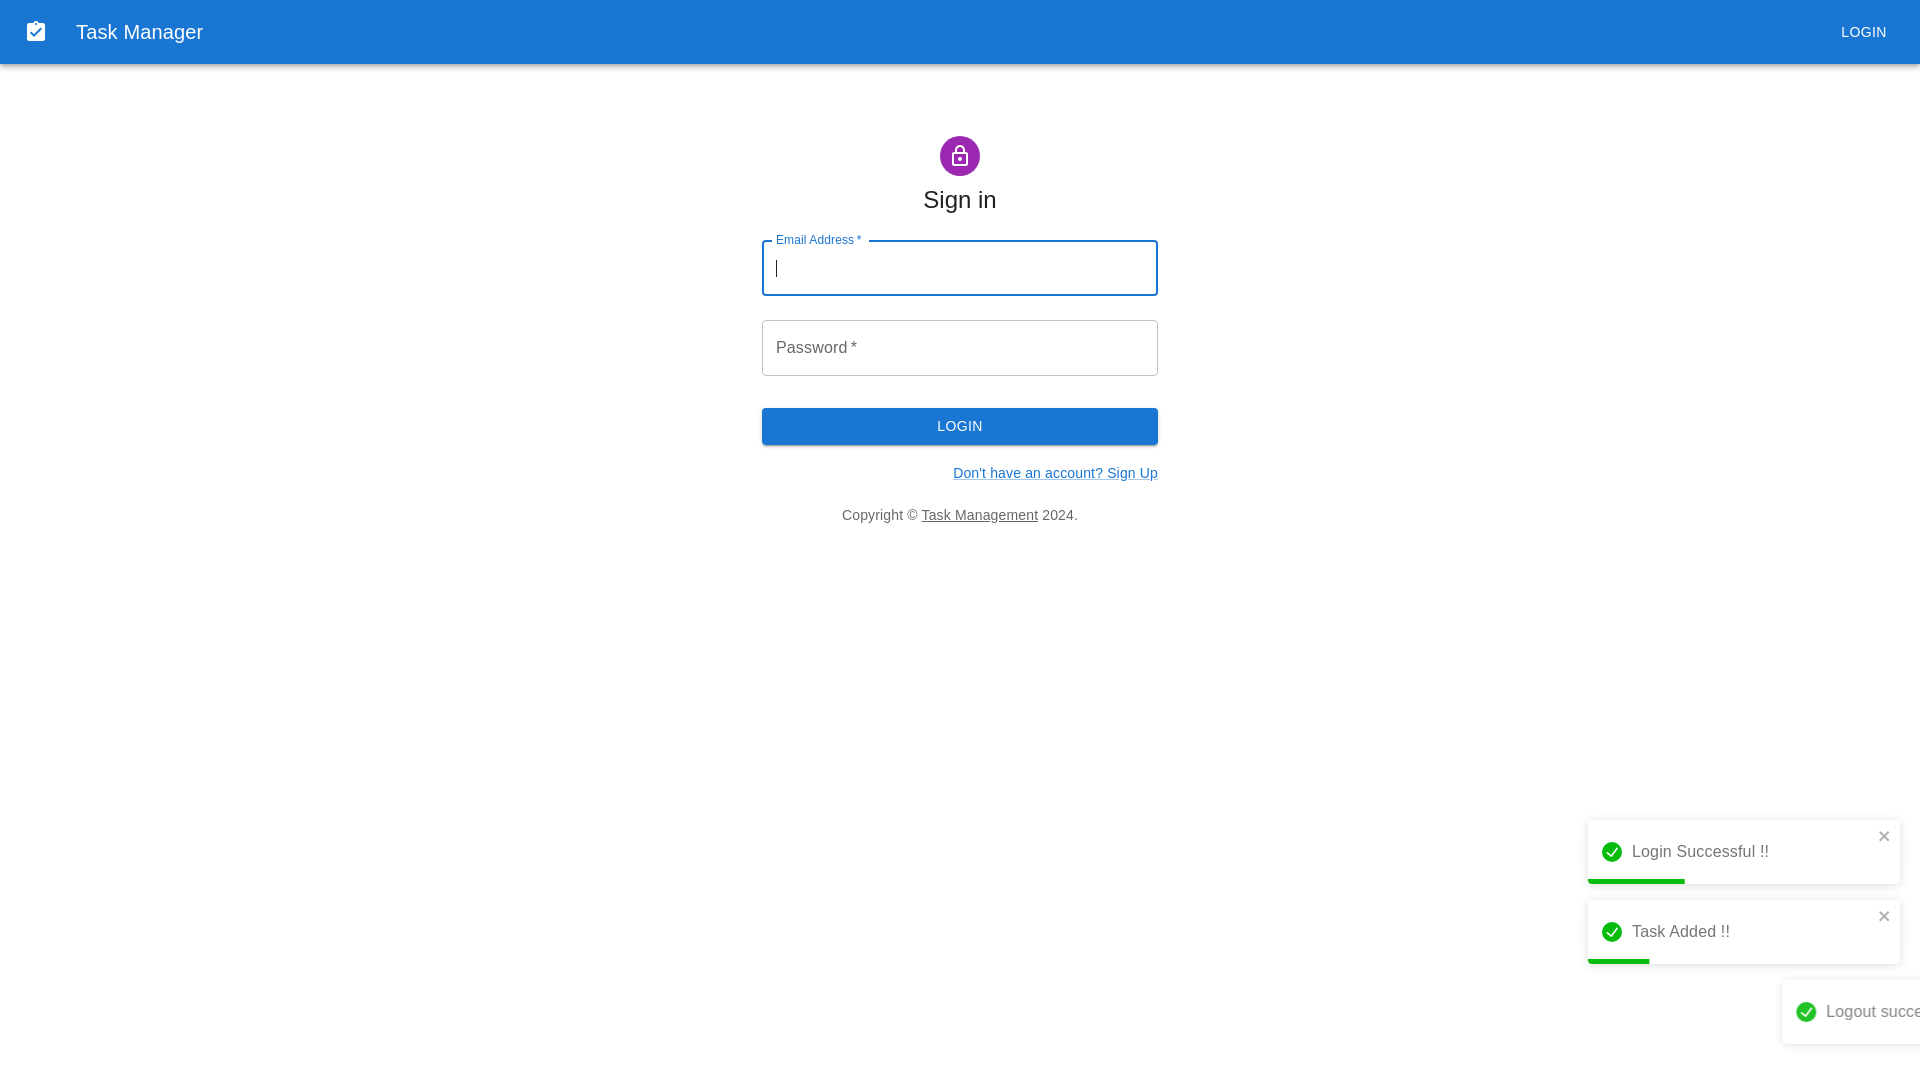 Task Manager
LOGIN
Sign in
Email Address *
Password *
LOGIN
Don't have an account? Sign Up
Copyright © Task Management 2024.
Login Successful !!
Task Added !!
Logout succe